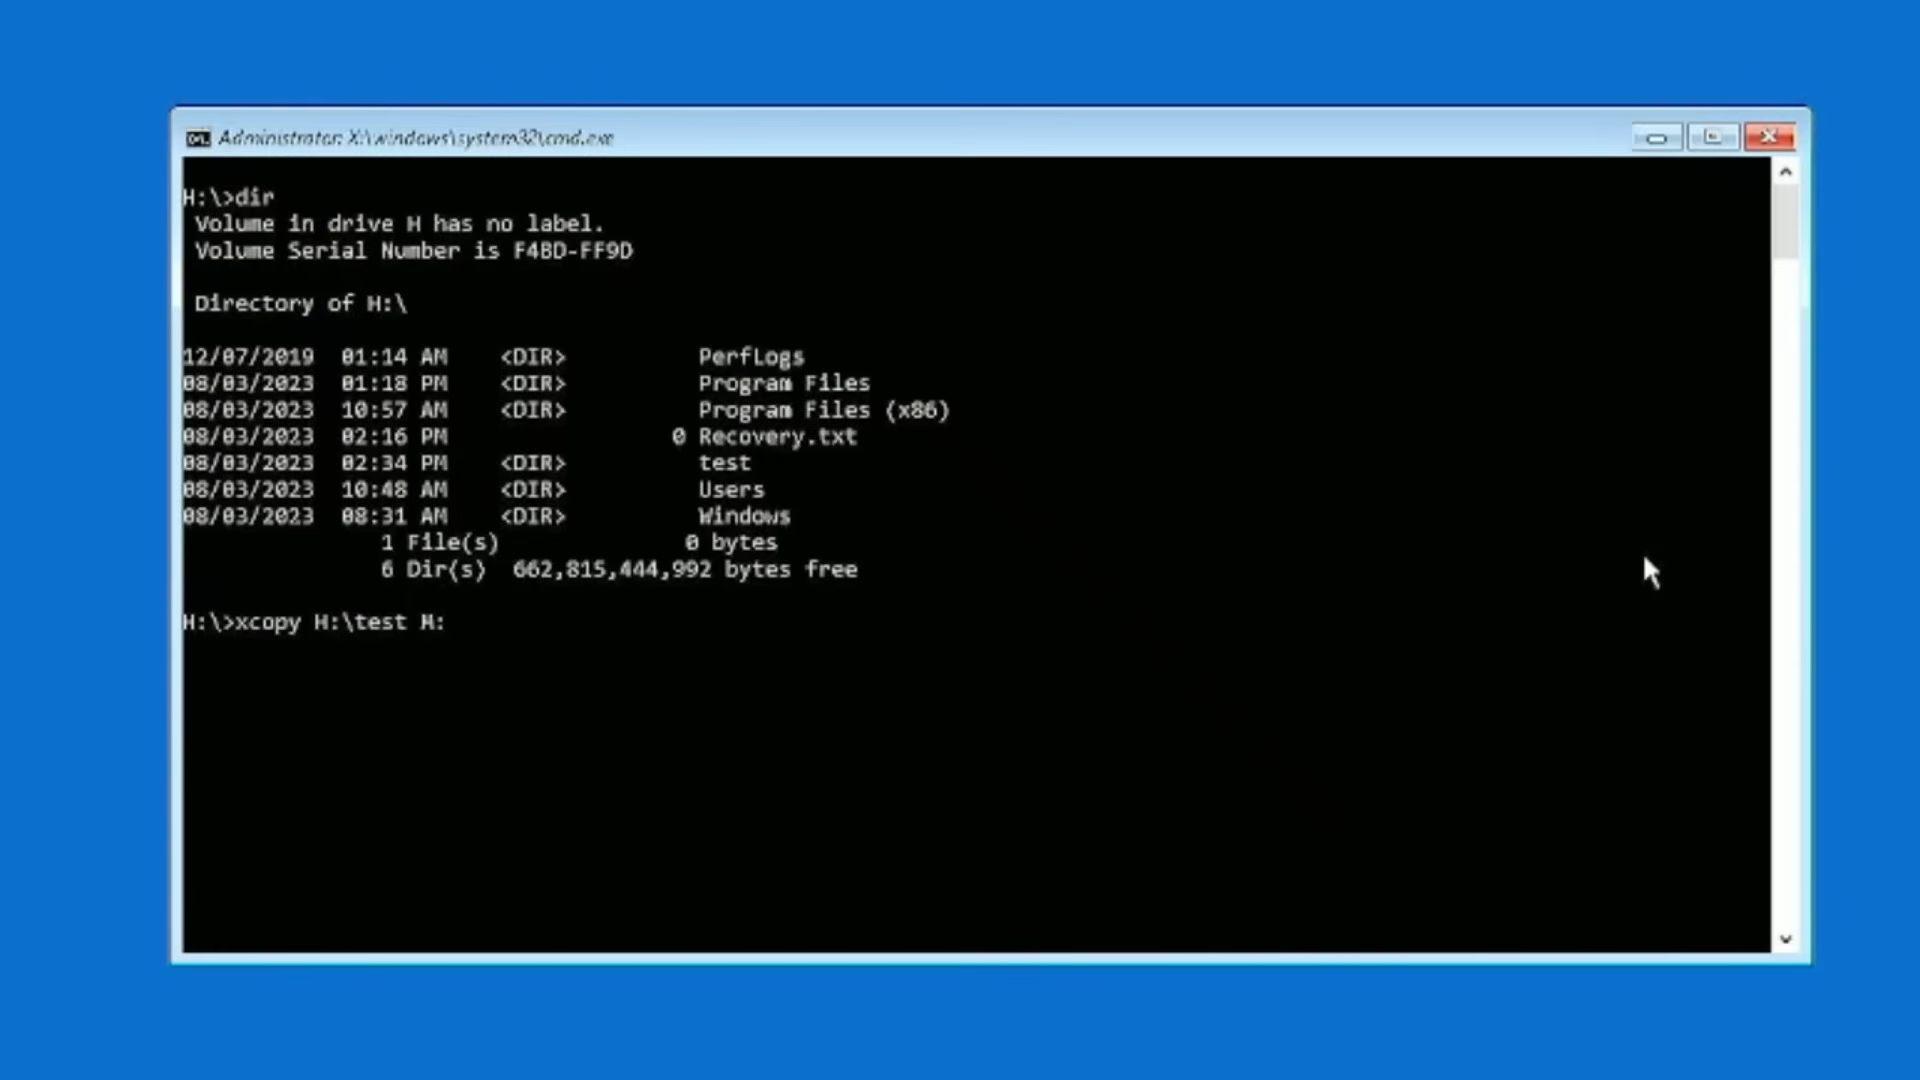 Administrator: X:\windows\system32\cmd.exe
H:\>dir
Volume in drive H has no label.
Volume Serial Number is F4BD-FF9D
Directory of H:\
12/07/2019  01:14 AM    <DIR>          PerfLogs
08/03/2023  01:18 PM    <DIR>          Program Files
08/03/2023  10:57 AM    <DIR>          Program Files (x86)
08/03/2023  02:16 PM                 0 Recovery.txt
08/03/2023  02:34 PM    <DIR>          test
08/03/2023  10:48 AM    <DIR>          Users
08/03/2023  08:31 AM    <DIR>          Windows
1 File(s)              0 bytes
6 Dir(s)  662,815,444,992 bytes free
H:\>xcopy H:\test M: